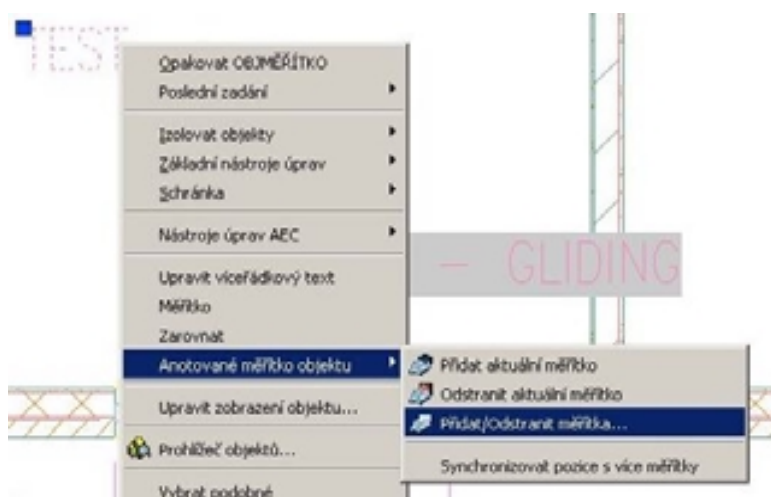 TEST
Opakovat OBJMĚŘÍTKO
Poslední zadání
Izolovat objekty
Základní nástroje úprav
Schránka
Nástroje úprav AEC
- GLIDING
Upravit víceřádkový text
Měřítko
Zarovnat
Anotované měřítko objektu
Přidat aktuální měřítko
Odstranit aktuální měřítko
Upravit zobrazení objektu...
Přidat/Odstranit měřítka...
Prohlížeč objektů...
Synchronizovat pozice s více měřítky
Vybrat podobné